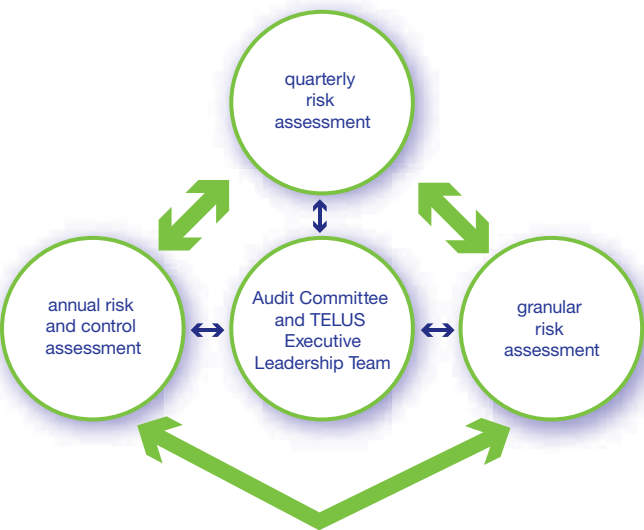 quarterly
risk
assessment
annual risk
and control
assessment
Audit Committee
and TELUS
Executive
Leadership Team
granular
risk
assessment